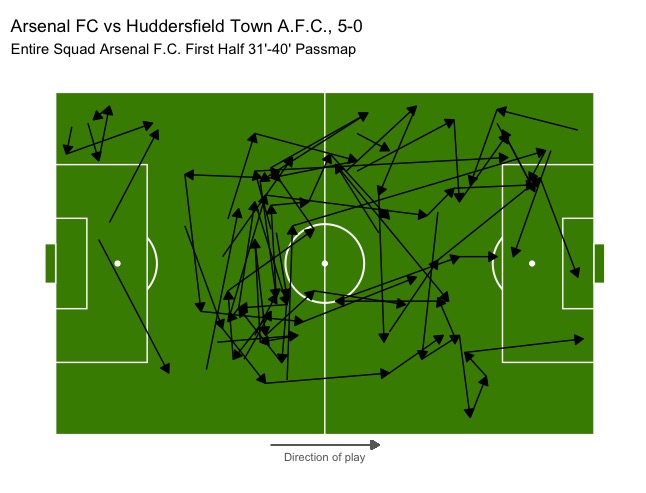 Arsenal FC vs Huddersfield Town A.F.C., 5-0
Entire Squad Arsenal F.C. First Half 31'-40' Passmap
Direction of play